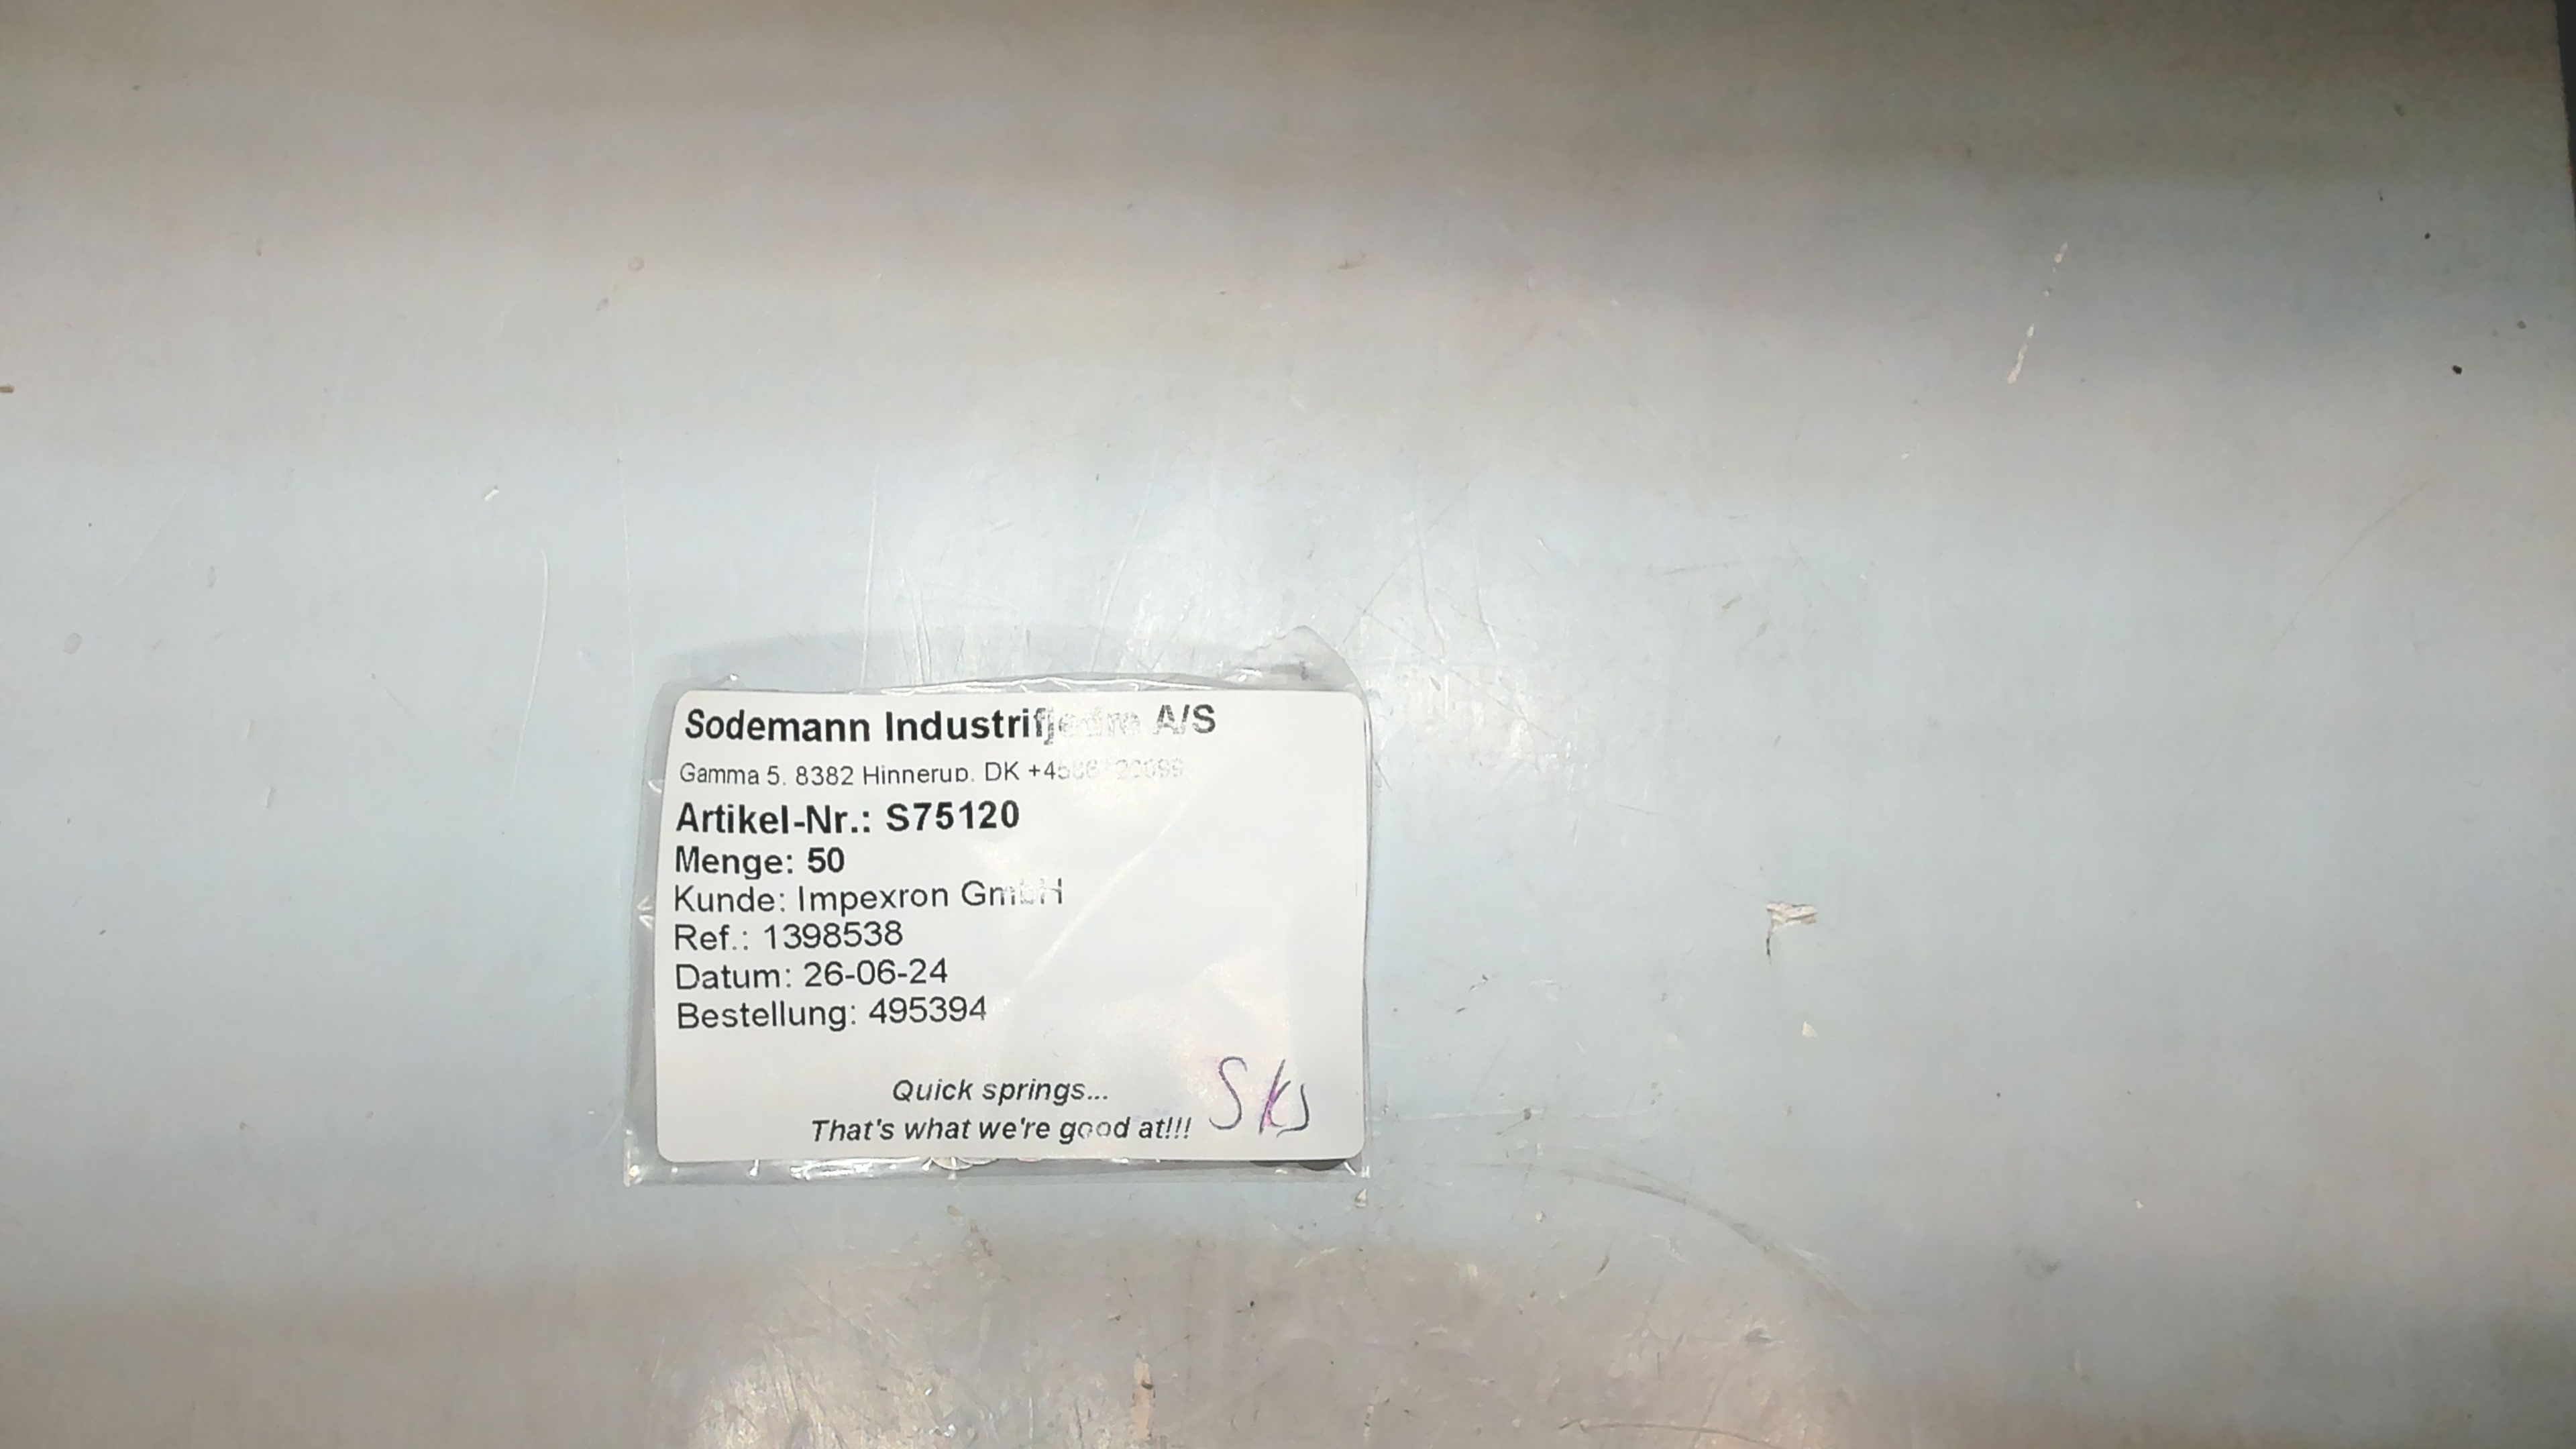 Sodemann Industrifjedre A/S
Gamma 5. 8382 Hinnerup. DK
Artikel-Nr.: S75120
Menge: 50
Kunde: Impexron GmbH
Ref.: 1398538
Datum: 26-06-24
Bestellung: 495394
Quick springs...
That's what we're good at!!!